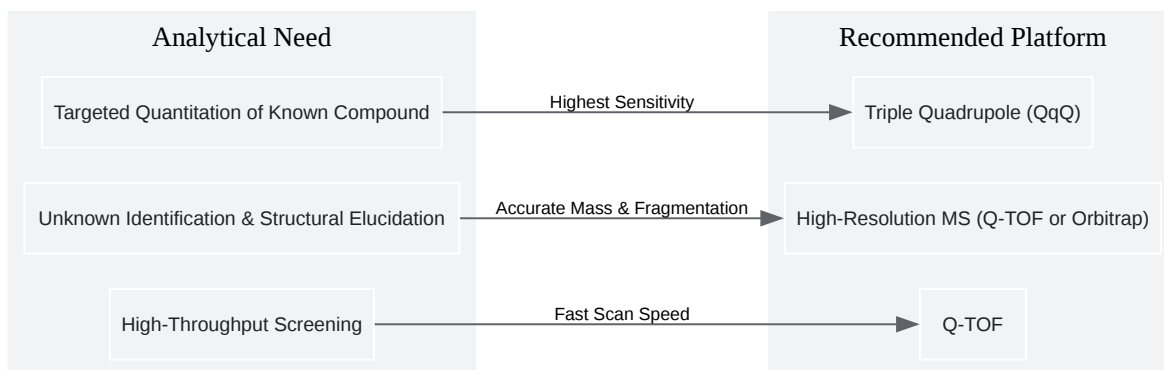 Analytical Need
Recommended Platform
Targeted Quantitation of Known Compound
Highest Sensitivity
Triple Quadrupole (QqQ)
Unknown Identification & Structural Elucidation
Accurate Mass & Fragmentation
High-Resolution MS (Q-TOF or Orbitrap)
High-Throughput Screening
Fast Scan Speed
Q-TOF